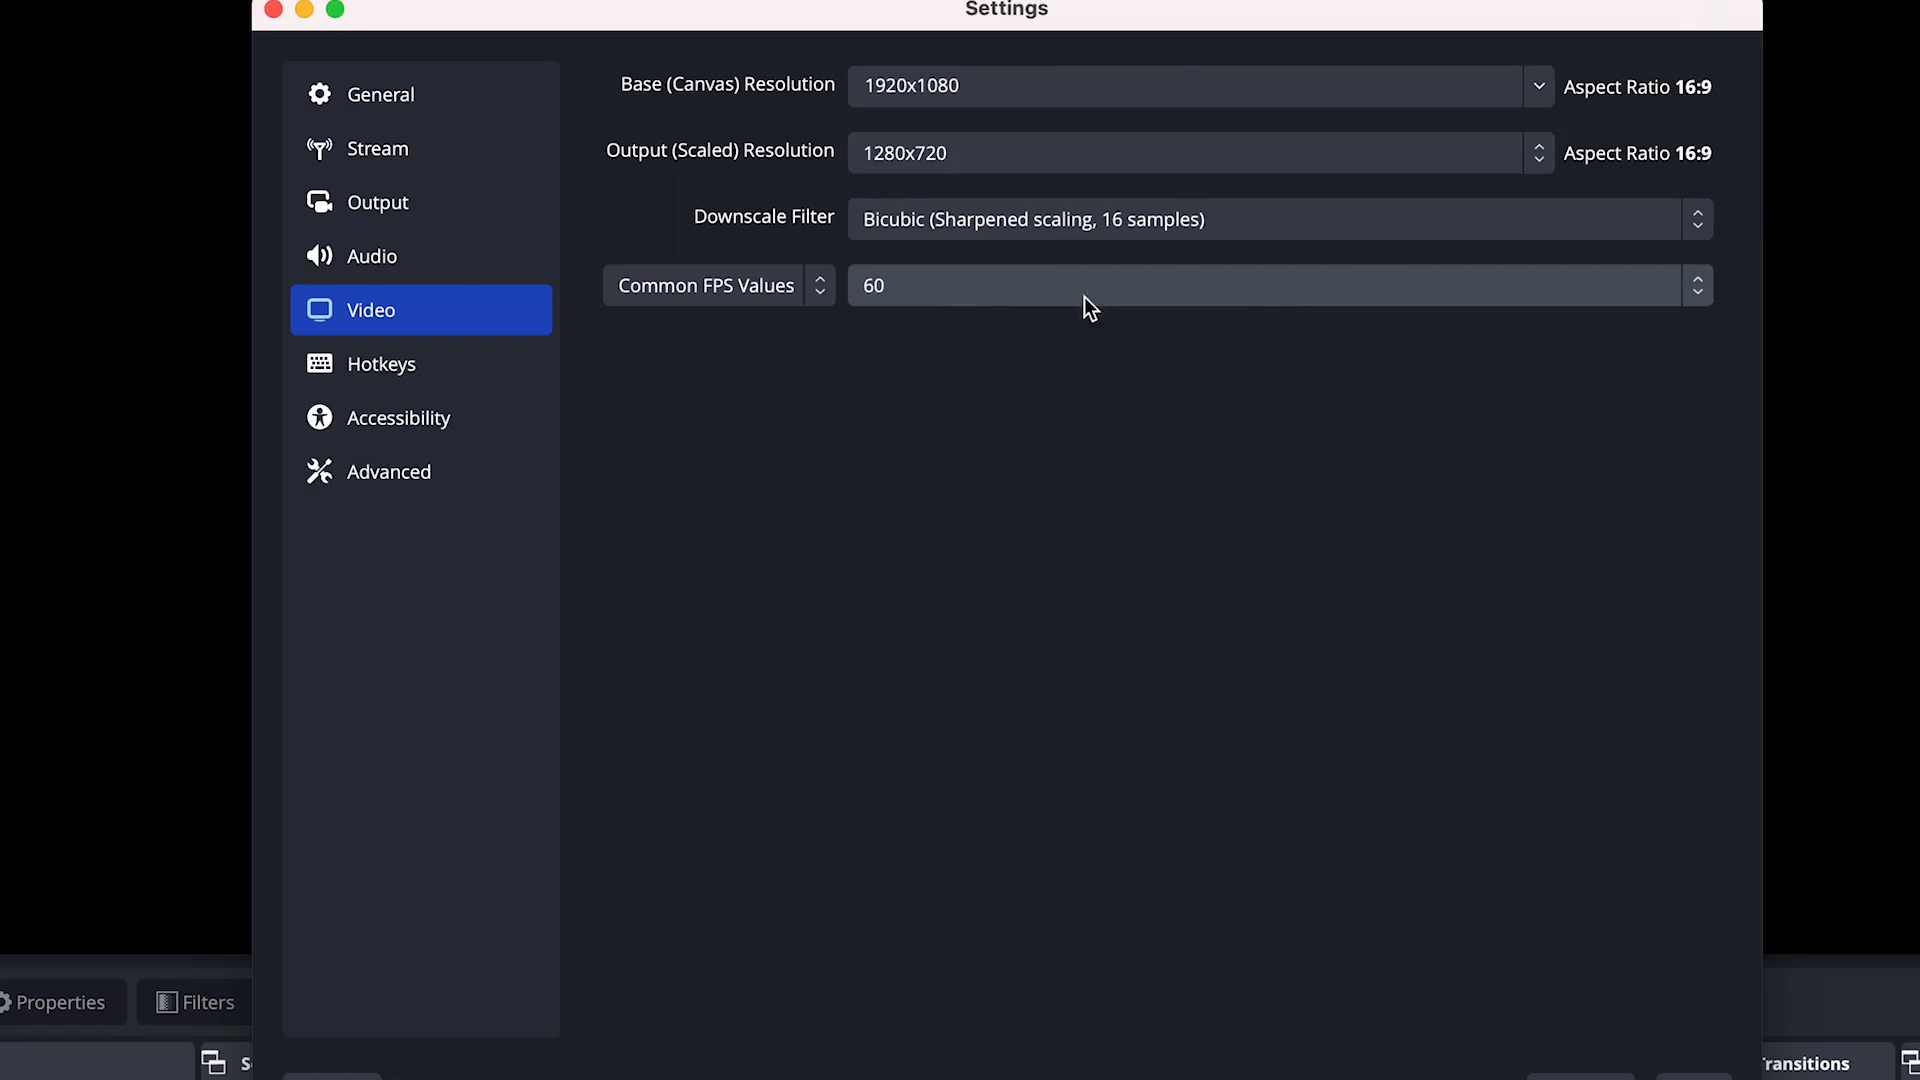 Settings
General
Stream
Output
Audio
Video
Hotkeys
Accessibility
Advanced
Base (Canvas) Resolution 1920x1080 Aspect Ratio 16:9
Output (Scaled) Resolution 1280x720 Aspect Ratio 16:9
Downscale Filter Bicubic (Sharpened scaling, 16 samples)
Common FPS Values 60
Properties Filters
ransitions